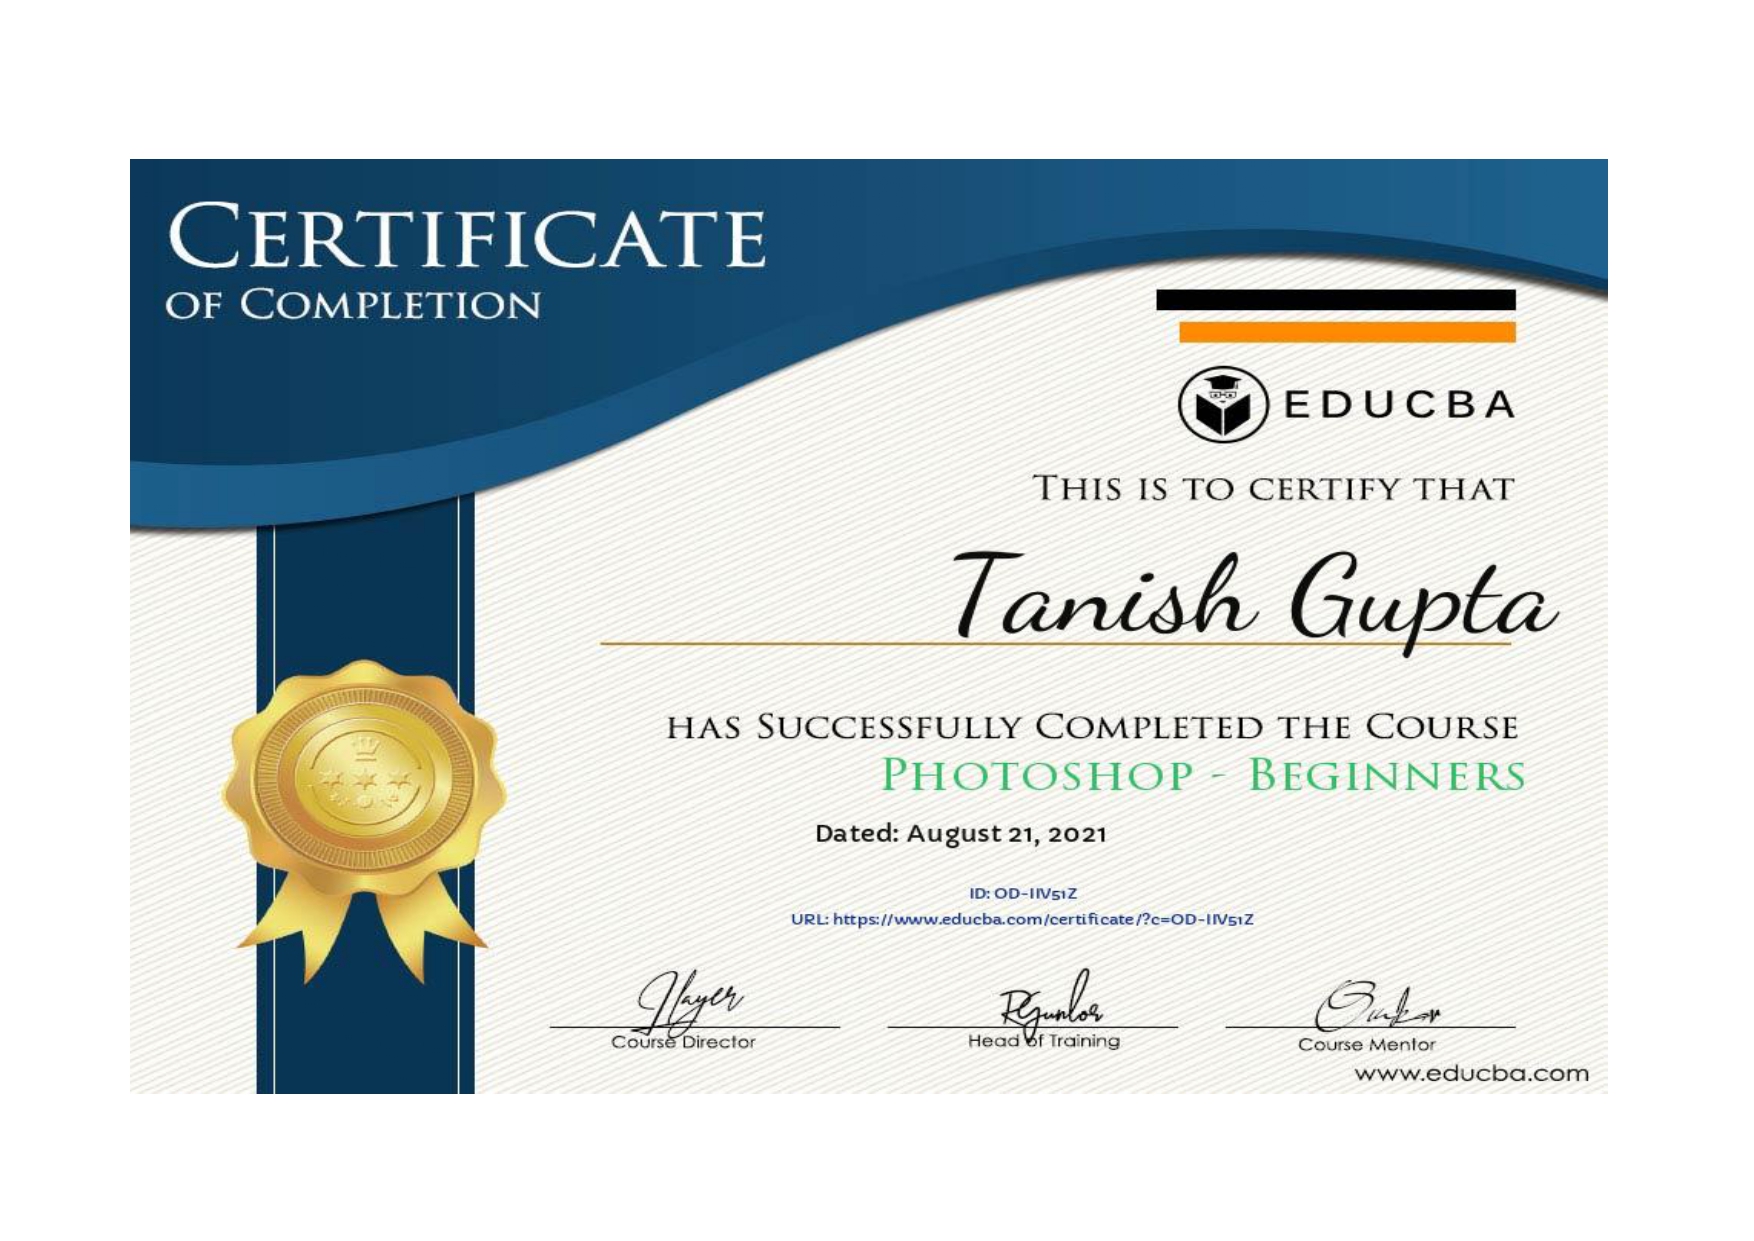 CERTIFICATE
OF COMPLETION
EDUCBA
THIS IS TO CERTIFY THAT
Tanish Gupta
HAS SUCCESSFULLY COMPLETED THE COURSE
PHOTOSHOP - BEGINNERS
Dated: August 21, 2021
ID: OD-IIV51Z
URL: https://www.educba.com/certificate/?c=OD-IIV51Z
Course Director
Head of Training
Course Mentor
www.educba.com